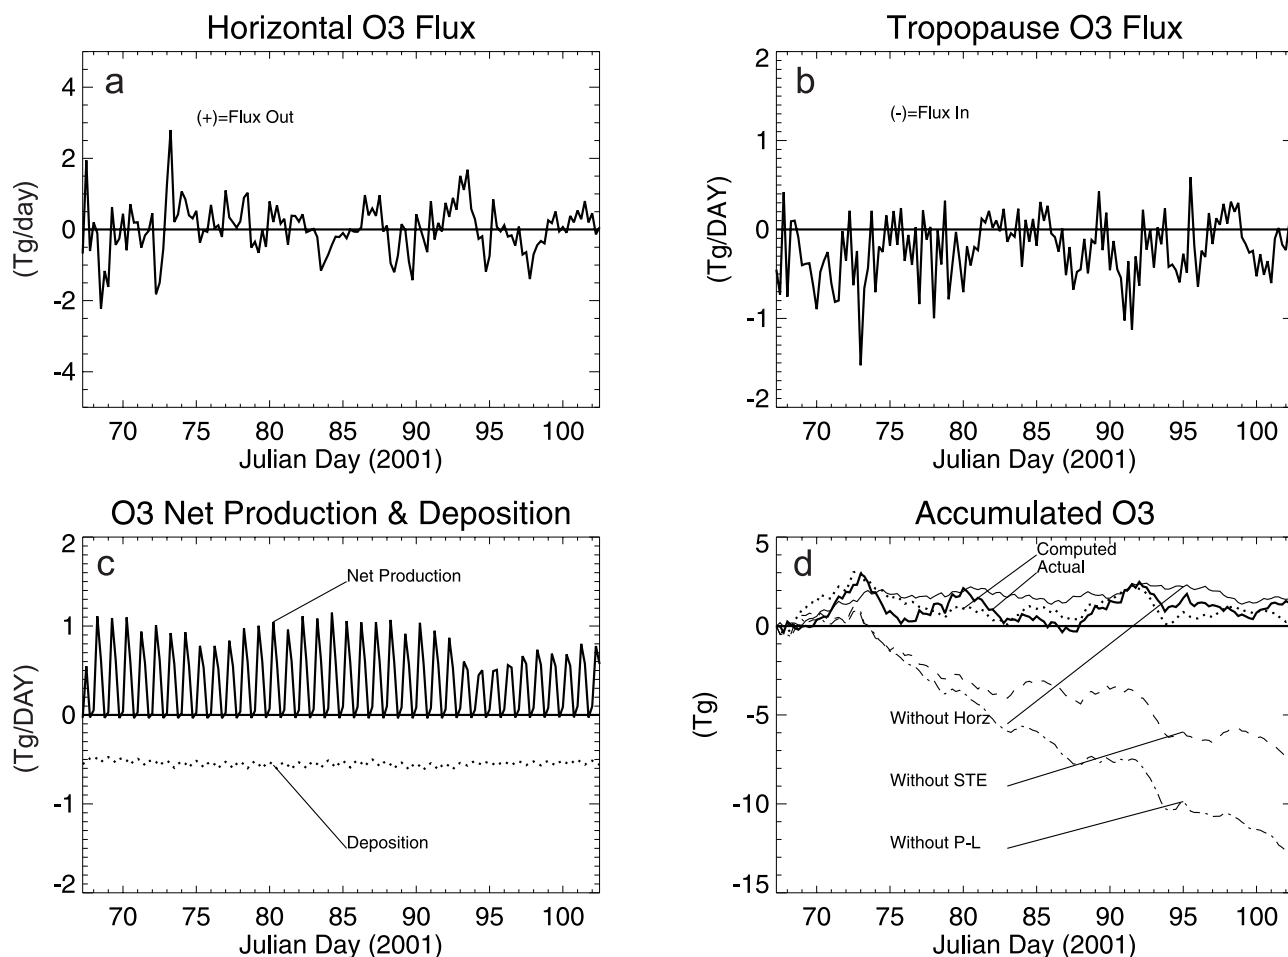 Horizontal O3 Flux
a
(+)=Flux Out
(Tg/day)
4
2
0
-2
-4
70 75 80 85 90 95 100
Julian Day (2001)
Tropopause O3 Flux
b
(-)=Flux In
(Tg/DAY)
2
1
0
-1
-2
70 75 80 85 90 95 100
Julian Day (2001)
O3 Net Production & Deposition
c
Net Production
Deposition
(Tg/DAY)
2
1
0
-1
-2
70 75 80 85 90 95 100
Julian Day (2001)
Accumulated O3
d
Computed
Actual
Without Horz
Without STE
Without P-L
(Tg)
5
0
-5
-10
-15
70 75 80 85 90 95 100
Julian Day (2001)